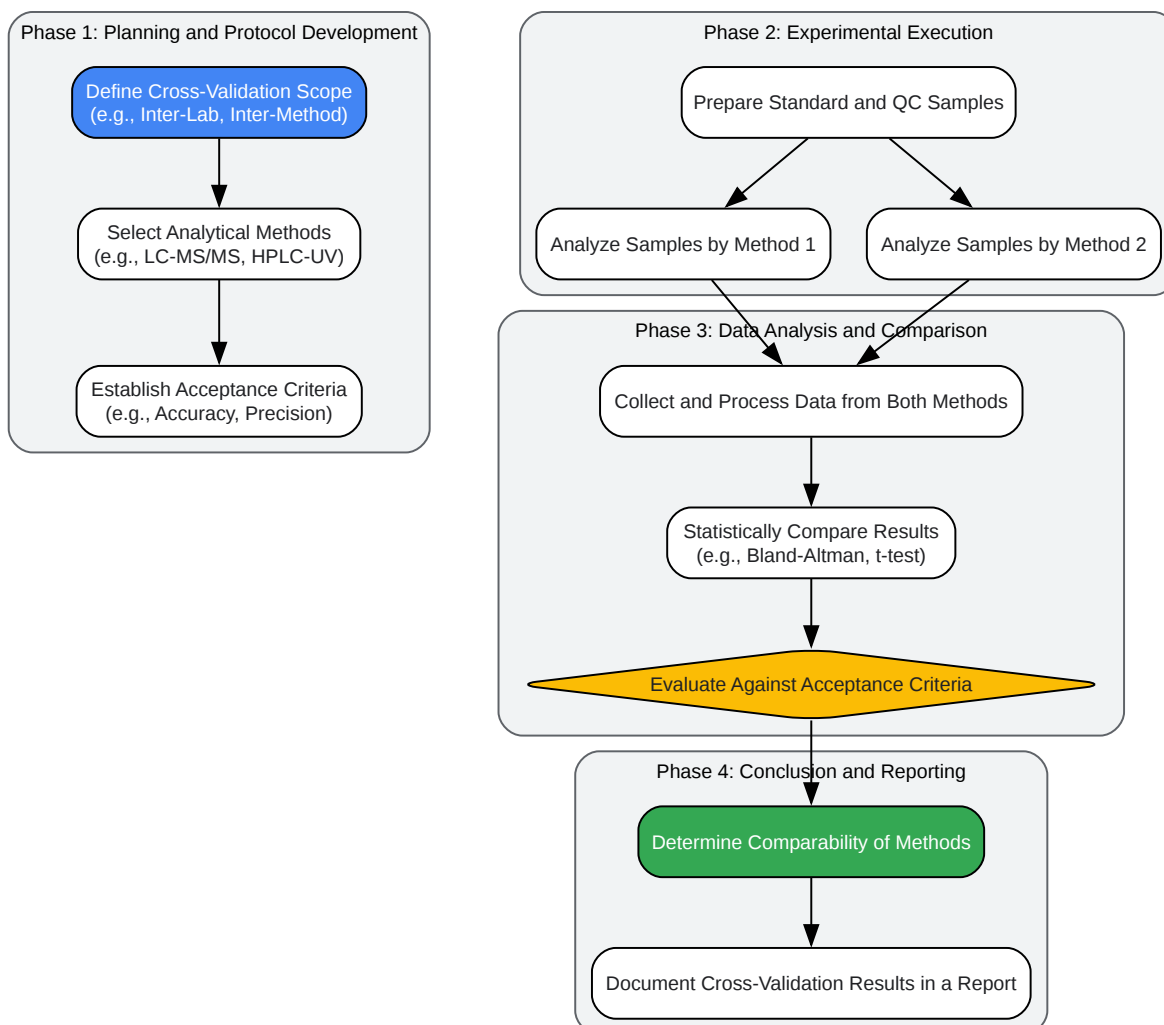 Phase 1: Planning and Protocol Development
Define Cross-Validation Scope
(e.g., Inter-Lab, Inter-Method)
Select Analytical Methods
(e.g., LC-MS/MS, HPLC-UV)
Establish Acceptance Criteria
(e.g., Accuracy, Precision)
Phase 2: Experimental Execution
Prepare Standard and QC Samples
Analyze Samples by Method 1
Analyze Samples by Method 2
Phase 3: Data Analysis and Comparison
Collect and Process Data from Both Methods
Statistically Compare Results
(e.g., Bland-Altman, t-test)
Evaluate Against Acceptance Criteria
Phase 4: Conclusion and Reporting
Determine Comparability of Methods
Document Cross-Validation Results in a Report